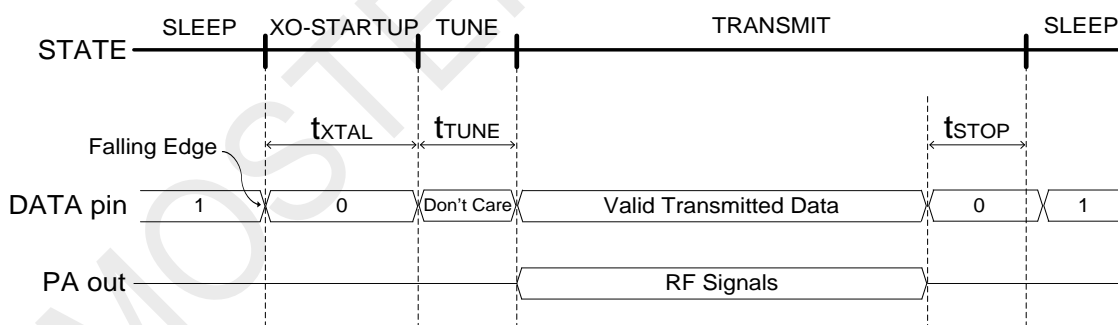 SLEEP XO-STARTUP TUNE TRANSMIT SLEEP
STATE
tXTAL tTUNE tSTOP
Falling Edge
DATA pin 1 0 Don't Care Valid Transmitted Data 0 1
PA out RF Signals